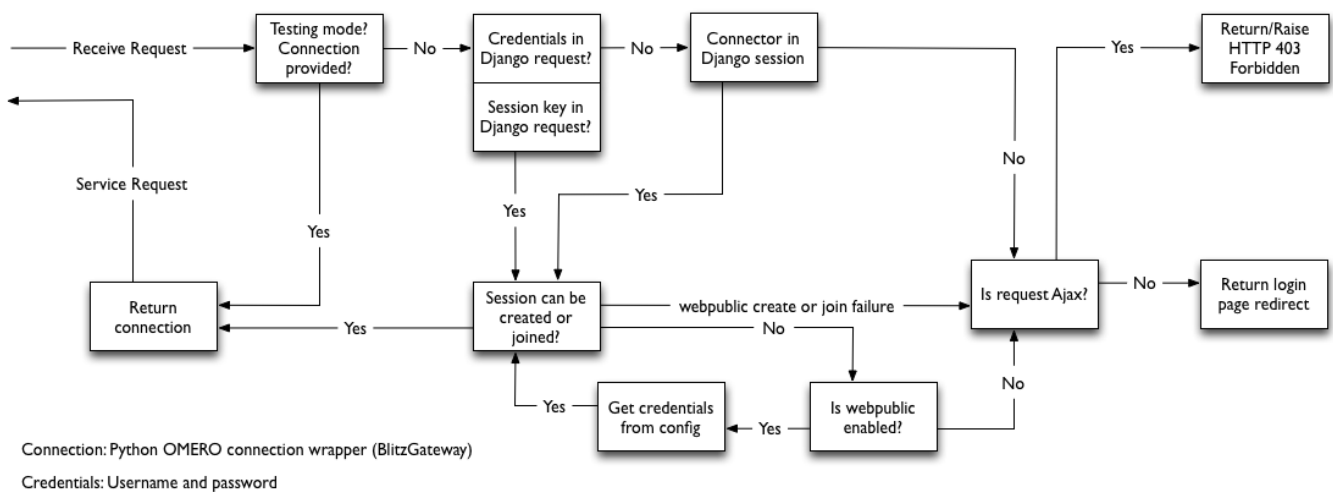 Receive Request
Testing mode?
Connection
provided?
No
Credentials in
Django request?
Session key in
Django request?
No
Connector in
Django session
Yes
Return/Raise
HTTP 403
Forbidden
No
Service Request
Yes
Yes
Yes
Return
connection
Yes
Session can be
created or
joined?
webpublic create or join failure
No
Is request Ajax?
No
Return login
page redirect
Yes
Get credentials
from config
Yes
Is webpublic
enabled?
No
Connection: Python OMERO connection wrapper (BlitzGateway)
Credentials: Username and password